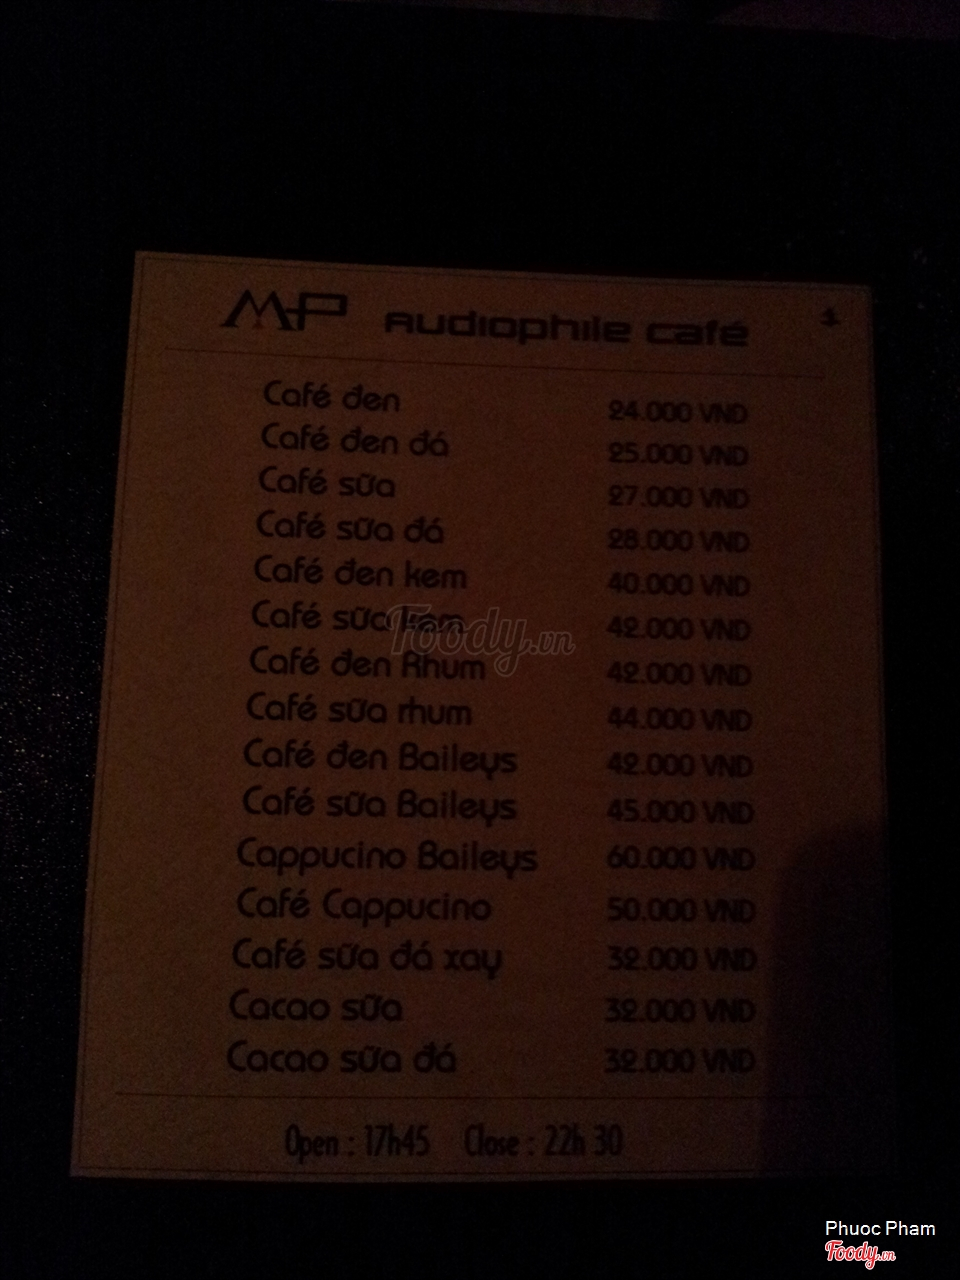 MP Audiophile café 1
Café đen 24.000 VND
Café đen đá 25.000 VND
Café sữa 27.000 VND
Café sữa đá 28.000 VND
Café đen kem 40.000 VND
Café sữa kem 42.000 VND
Foody.vn
Café đen Rhum 42.000 VND
Café sữa rhum 44.000 VND
Café đen Baileys 42.000 VND
Café sữa Baileys 45.000 VND
Cappucino Baileys 60.000 VND
Café Cappucino 50.000 VND
Café sữa đá xay 32.000 VND
Cacao sữa 32.000 VND
Cacao sữa đá 32.000 VND
Open : 17h45 Close : 22h 30
Phuoc Pham
Foody.vn